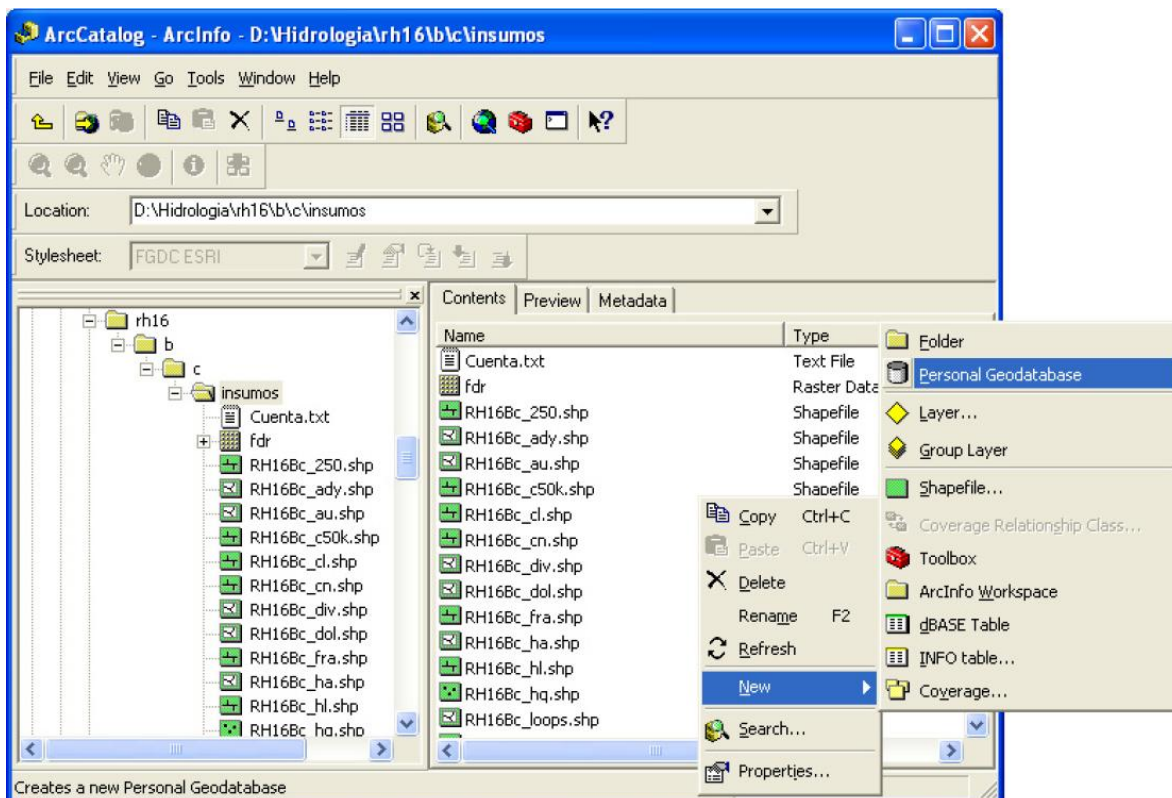 ArcCatalog - ArcInfo - D:\Hidrologia\rh16\b\c\insumos
File Edit View Go Tools Window Help
Location: D:\Hidrologia\rh16\b\c\insumos
Stylesheet: FGDC ESRI
rh16
b
c
insumos
Cuenta.txt
fdr
RH16Bc_250.shp
RH16Bc_ady.shp
RH16Bc_au.shp
RH16Bc_c50k.shp
RH16Bc_cl.shp
RH16Bc_cn.shp
RH16Bc_div.shp
RH16Bc_dol.shp
RH16Bc_fra.shp
RH16Bc_ha.shp
RH16Bc_hl.shp
RH16Bc_hq.shp
Contents Preview Metadata
Name Type
Cuenta.txt Text File
fdr Raster Data
RH16Bc_250.shp Shapefile
RH16Bc_ady.shp Shapefile
RH16Bc_au.shp Shapefile
RH16Bc_c50k.shp Shapefile
RH16Bc_cl.shp
RH16Bc_cn.shp
RH16Bc_div.shp
RH16Bc_dol.shp
RH16Bc_fra.shp
RH16Bc_ha.shp
RH16Bc_hl.shp
RH16Bc_hq.shp
RH16Bc_loops.shp
Copy Ctrl+C
Paste Ctrl+V
Delete
Rename F2
Refresh
New
Search...
Properties...
Folder
Personal Geodatabase
Layer...
Group Layer
Shapefile...
Coverage Relationship Class...
Toolbox
ArcInfo Workspace
dBASE Table
INFO table...
Coverage...
Creates a new Personal Geodatabase